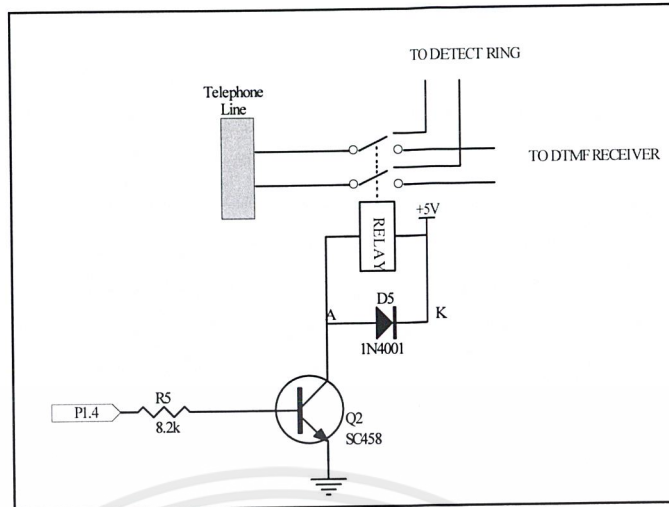 TO DETECT RING
Telephone
Line
TO DTMF RECEIVER
+5V
RELAY
D5
A
K
1N4001
R5
P1.4
8.2k
Q2
SC458